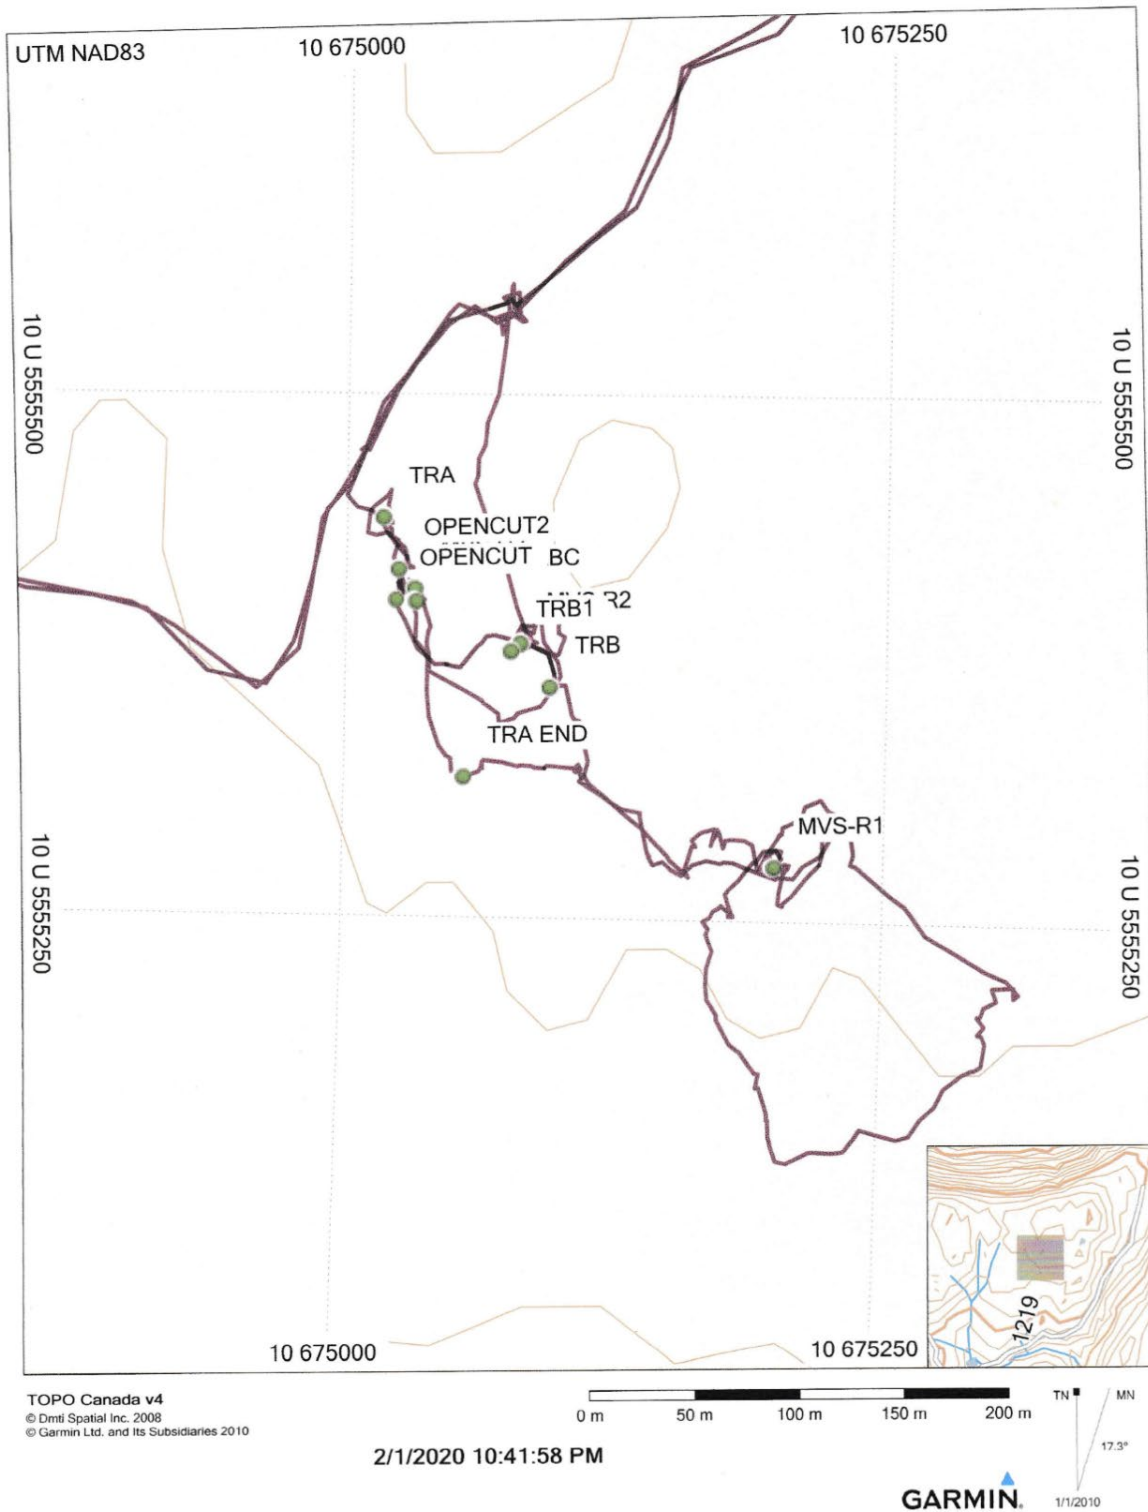 UTM NAD83
10 675000
10 675250
10 U 5555500
10 U 5555500
TRA
OPENCUT2
OPENCUT
BC
R2
TRB1
TRB
TRA END
MVS-R1
10 U 5555250
10 U 5555250
10 675000
10 675250
1219
TOPO Canada v4
© Dmti Spatial Inc. 2008
© Garmin Ltd. and Its Subsidiaries 2010
0 m 50 m 100 m 150 m 200 m
TN MN
17.3°
2/1/2020 10:41:58 PM
GARMIN.
1/1/2010